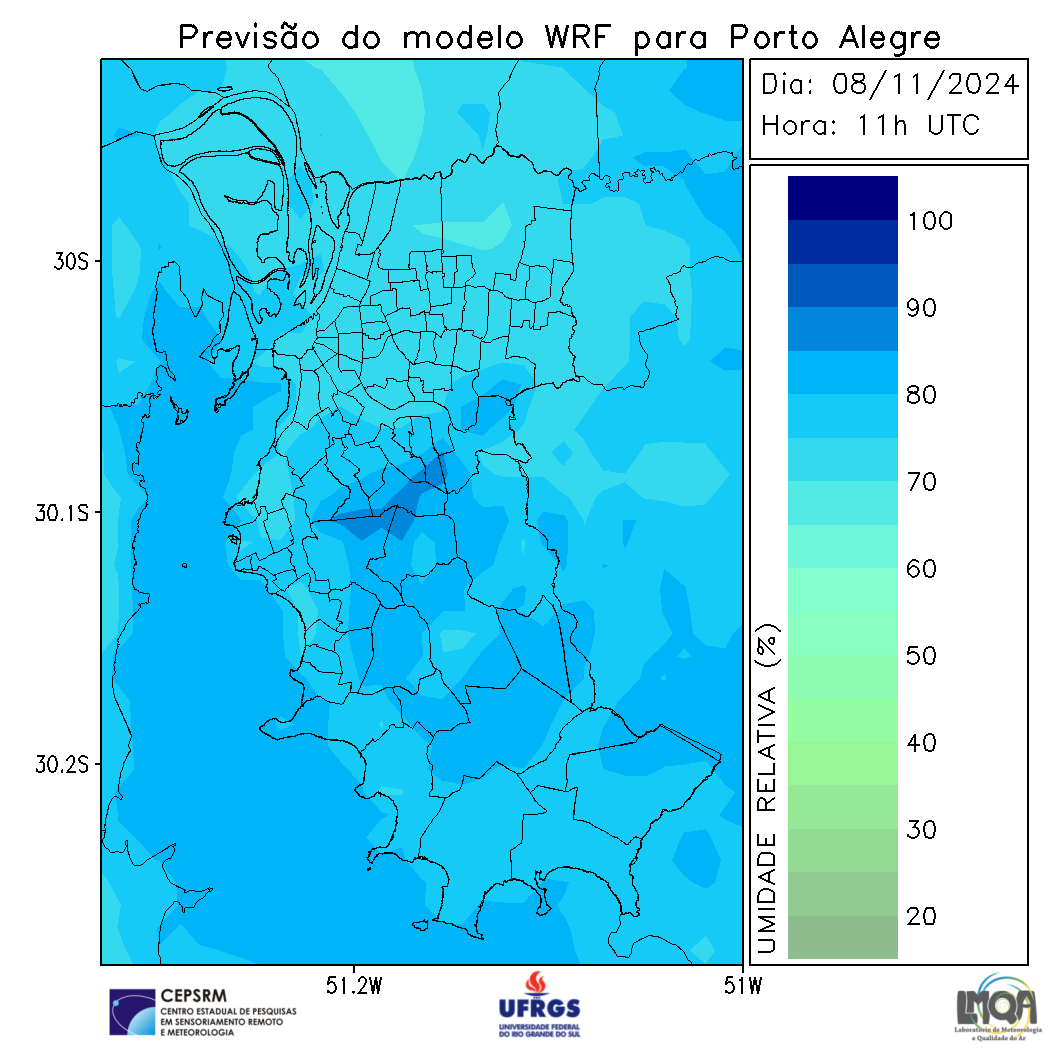 Previsão do modelo WRF para Porto Alegre
Dia: 08/11/2024
Hora: 11h UTC
100
90
80
70
60
50
40
30
20
UMIDADE RELATIVA (%)
30S
30.1S
30.2S
51.2W
51W
CEPSRM
CENTRO ESTADUAL DE PESQUISAS
EM SENSORIAMENTO REMOTO
E METEOROLOGIA
UFRGS
UNIVERSIDADE FEDERAL
DO RIO GRANDE DO SUL
LMQA
Laboratório de Meteorologia
e Qualidade do Ar